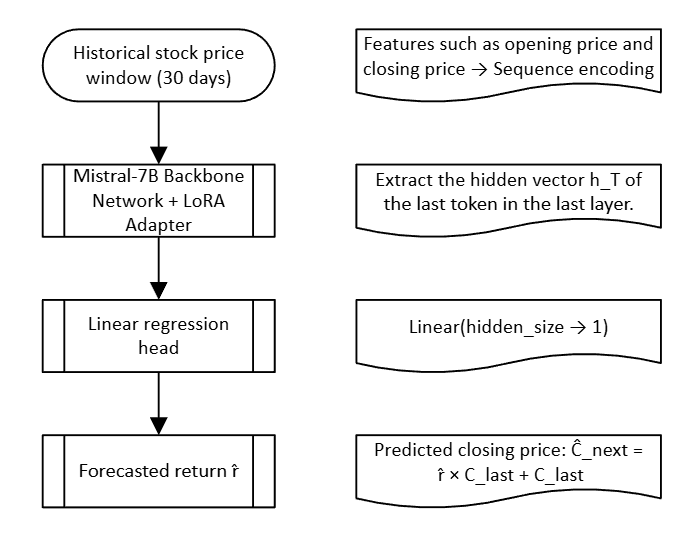 Historical stock price
window (30 days)
Features such as opening price and
closing price → Sequence encoding
Mistral-7B Backbone
Network + LoRA
Adapter
Extract the hidden vector h_T of
the last token in the last layer.
Linear regression
head
Linear(hidden_size → 1)
Forecasted return r̂
Predicted closing price: Ĉ_next =
r̂ × C_last + C_last